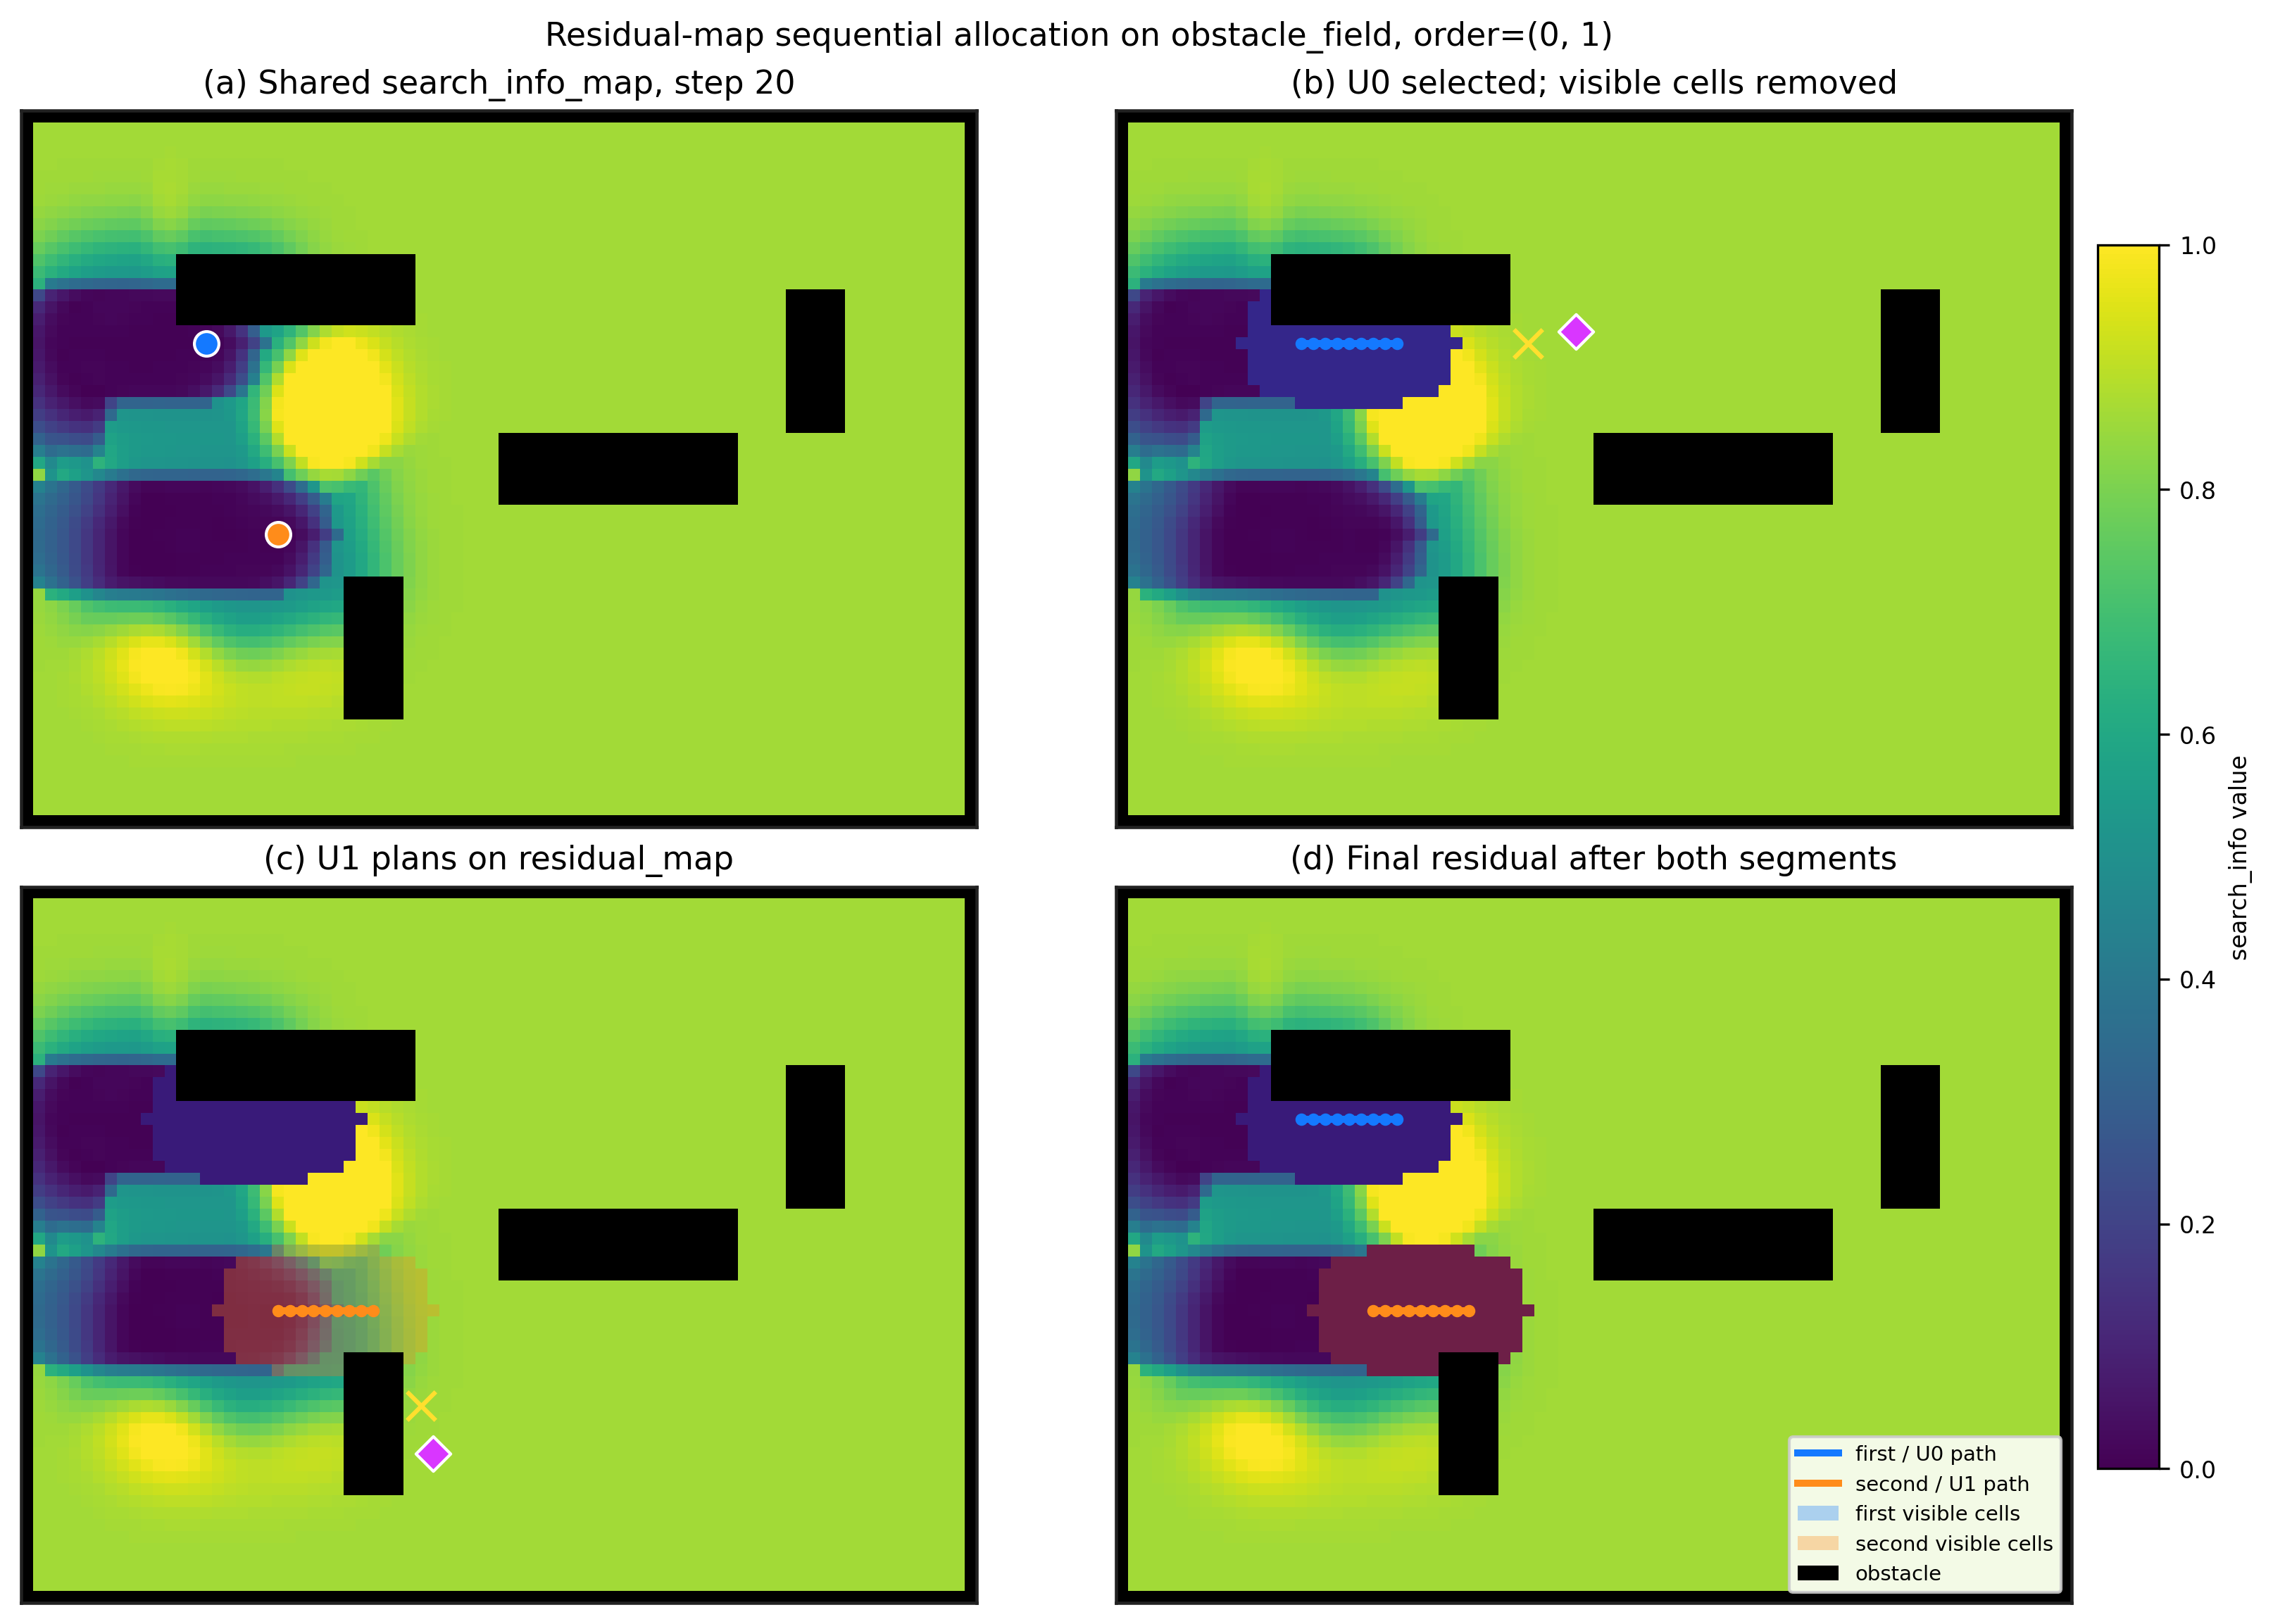 Residual-map sequential allocation on obstacle_field, order=(0, 1)
(a) Shared search_info_map, step 20
(b) U0 selected; visible cells removed
1.0
0.8
0.6
0.4
0.2
0.0
search_info value
(c) U1 plans on residual_map
(d) Final residual after both segments
first / U0 path
second / U1 path
first visible cells
second visible cells
obstacle